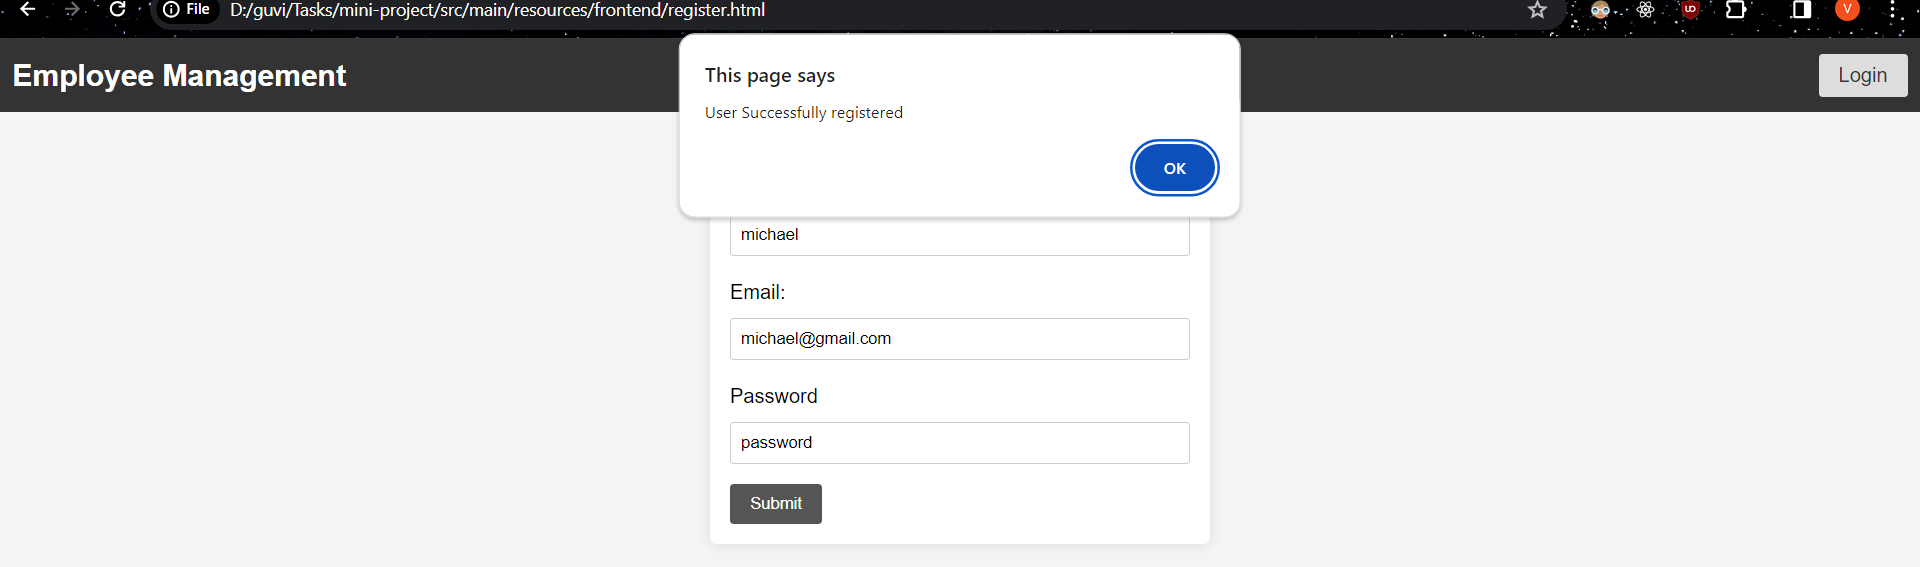 File D:/guvi/Tasks/mini-project/src/main/resources/frontend/register.html
V
Employee Management
Login
This page says
User Successfully registered
OK
michael
Email:
michael@gmail.com
Password
password
Submit